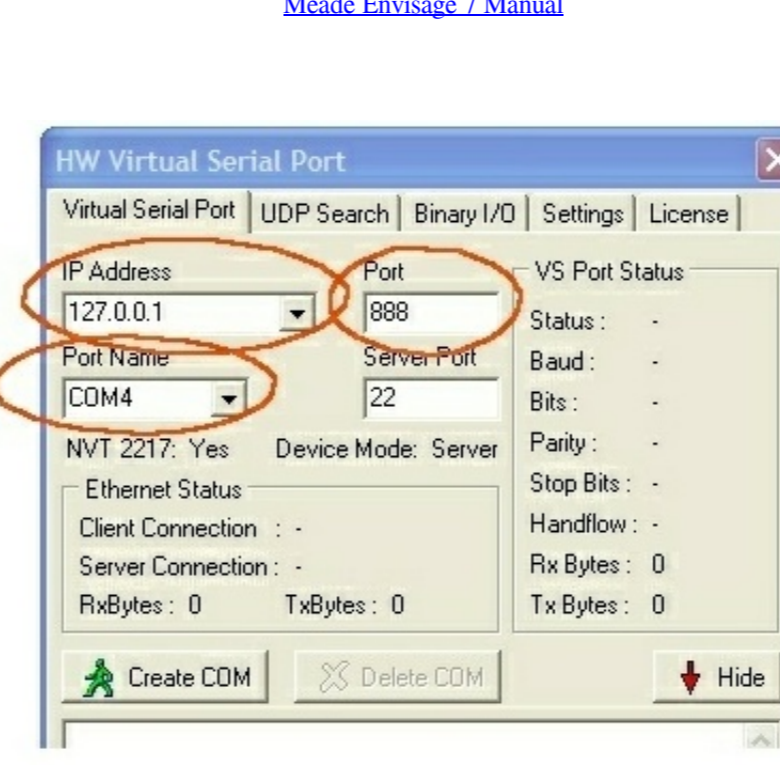 Meade Envisage 7 Manual
HW Virtual Serial Port
Virtual Serial Port UDP Search Binary I/O Settings License
IP Address Port
127.0.0.1 888
Port Name Server Port
COM4 22
NVT 2217: Yes Device Mode: Server
Ethernet Status
Client Connection : -
Server Connection : -
RxBytes : 0 TxBytes : 0
VS Port Status
Status : -
Baud : -
Bits : -
Parity : -
Stop Bits : -
Handflow : -
Rx Bytes : 0
Tx Bytes : 0
Create COM Delete COM Hide